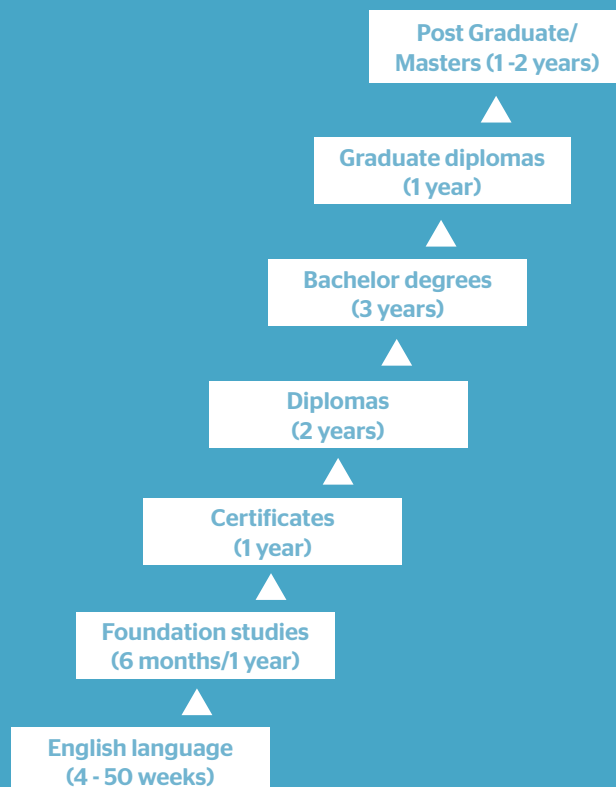 Post Graduate/
Masters (1 -2 years)
Graduate diplomas
(1 year)
Bachelor degrees
(3 years)
Diplomas
(2 years)
Certificates
(1 year)
Foundation studies
(6 months/1 year)
English language
(4 - 50 weeks)